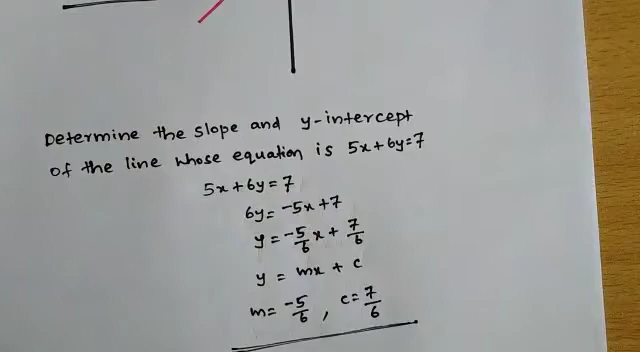 Determine the slope and y-intercept
of the line whose equation is 5x+6y=7
5x+6y=7
6y=-5x+7
y=-5/6 x+7/6
y = mx + c
m=-5/6, c=7/6